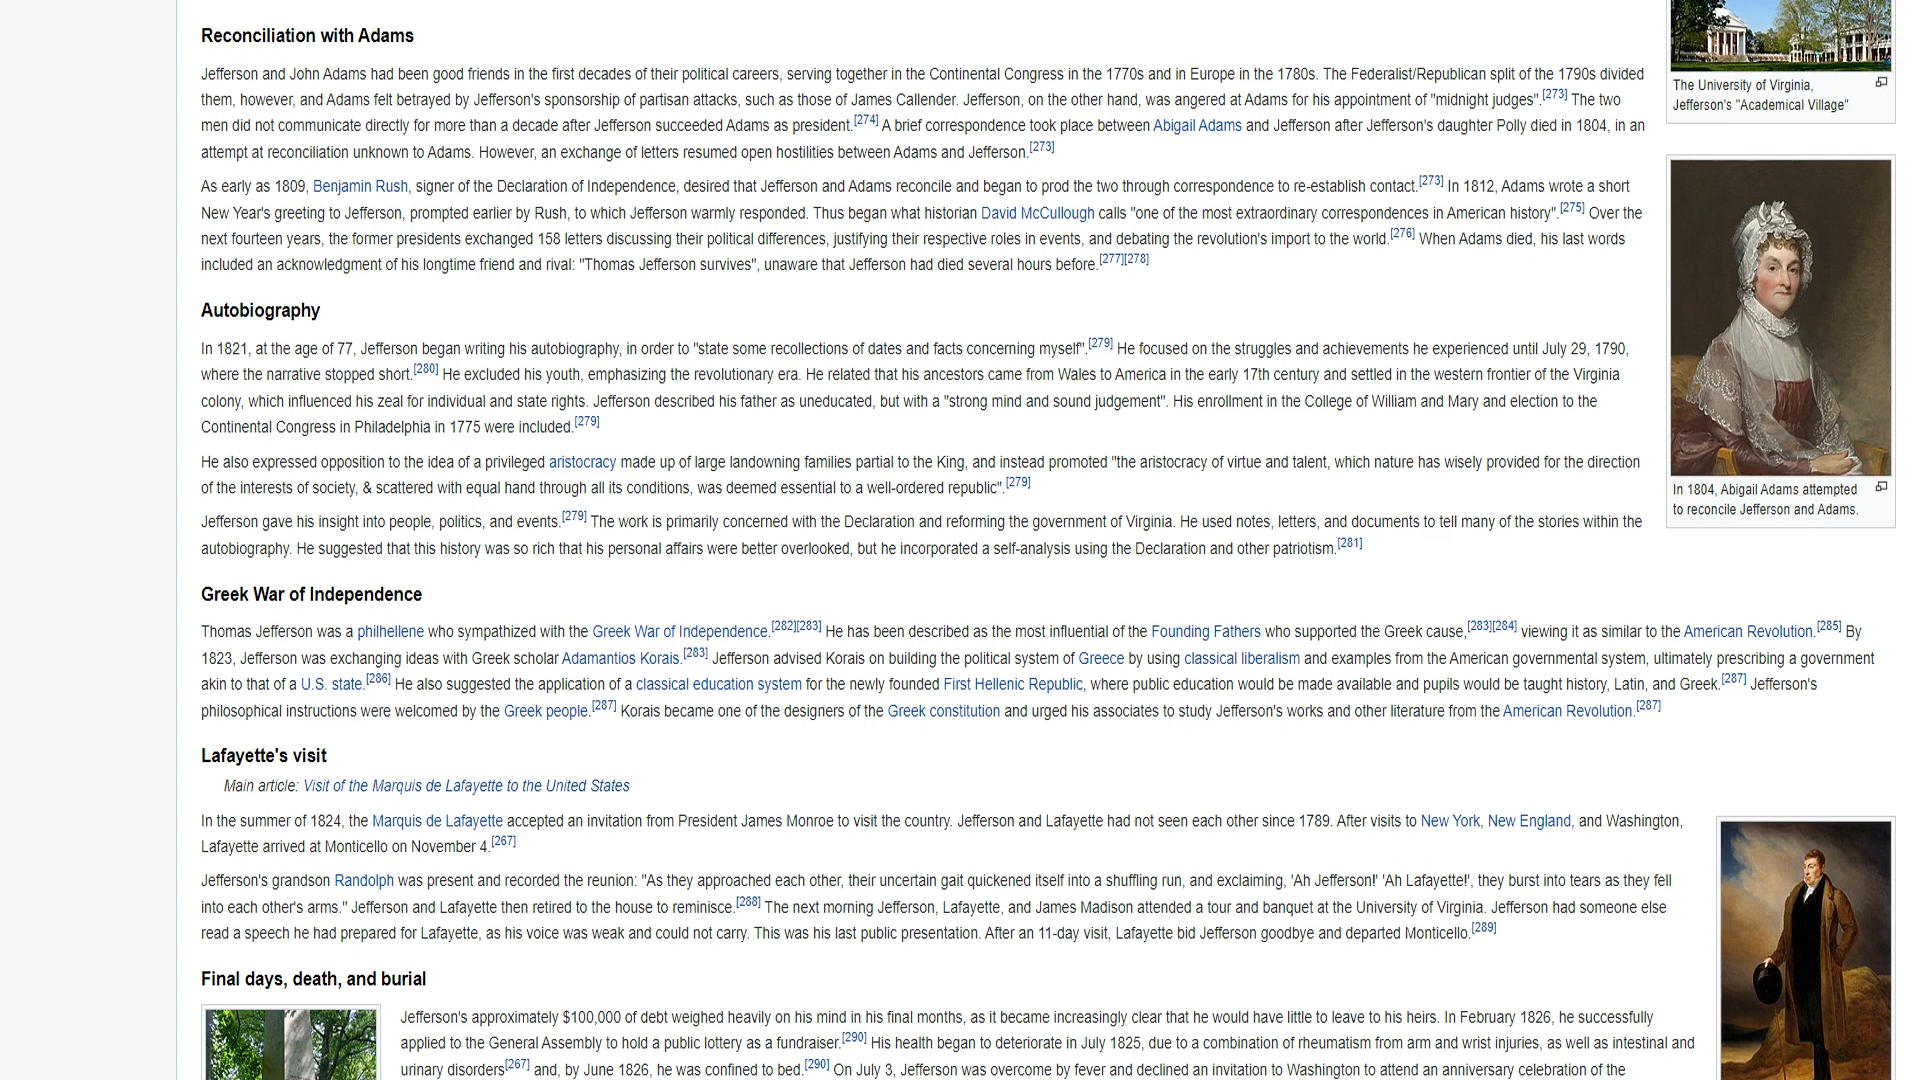 Reconciliation with Adams
Jefferson and John Adams had been good friends in the first decades of their political careers, serving together in the Continental Congress in the 1770s and in Europe in the 1780s. The Federalist/Republican split of the 1790s divided
them, however, and Adams felt betrayed by Jefferson's sponsorship of partisan attacks, such as those of James Callender. Jefferson, on the other hand, was angered at Adams for his appointment of "midnight judges".[273] The two
men did not communicate directly for more than a decade after Jefferson succeeded Adams as president.[274] A brief correspondence took place between Abigail Adams and Jefferson after Jefferson's daughter Polly died in 1804, in an
attempt at reconciliation unknown to Adams. However, an exchange of letters resumed open hostilities between Adams and Jefferson.[273]
As early as 1809, Benjamin Rush, signer of the Declaration of Independence, desired that Jefferson and Adams reconcile and began to prod the two through correspondence to re-establish contact.[273] In 1812, Adams wrote a short
New Year's greeting to Jefferson, prompted earlier by Rush, to which Jefferson warmly responded. Thus began what historian David McCullough calls "one of the most extraordinary correspondences in American history".[275] Over the
next fourteen years, the former presidents exchanged 158 letters discussing their political differences, justifying their respective roles in events, and debating the revolution's import to the world.[276] When Adams died, his last words
included an acknowledgment of his longtime friend and rival: "Thomas Jefferson survives", unaware that Jefferson had died several hours before.[277][278]
The University of Virginia,
Jefferson's "Academical Village"
In 1804, Abigail Adams attempted
to reconcile Jefferson and Adams.
Autobiography
In 1821, at the age of 77, Jefferson began writing his autobiography, in order to "state some recollections of dates and facts concerning myself".[279] He focused on the struggles and achievements he experienced until July 29, 1790,
where the narrative stopped short.[280] He excluded his youth, emphasizing the revolutionary era. He related that his ancestors came from Wales to America in the early 17th century and settled in the western frontier of the Virginia
colony, which influenced his zeal for individual and state rights. Jefferson described his father as uneducated, but with a "strong mind and sound judgement". His enrollment in the College of William and Mary and election to the
Continental Congress in Philadelphia in 1775 were included.[279]
He also expressed opposition to the idea of a privileged aristocracy made up of large landowning families partial to the King, and instead promoted "the aristocracy of virtue and talent, which nature has wisely provided for the direction
of the interests of society, & scattered with equal hand through all its conditions, was deemed essential to a well-ordered republic".[279]
Jefferson gave his insight into people, politics, and events.[279] The work is primarily concerned with the Declaration and reforming the government of Virginia. He used notes, letters, and documents to tell many of the stories within the
autobiography. He suggested that this history was so rich that his personal affairs were better overlooked, but he incorporated a self-analysis using the Declaration and other patriotism.[281]
Greek War of Independence
Thomas Jefferson was a philhellene who sympathized with the Greek War of Independence.[282][283] He has been described as the most influential of the Founding Fathers who supported the Greek cause,[283][284] viewing it as similar to the American Revolution.[285] By
1823, Jefferson was exchanging ideas with Greek scholar Adamantios Korais.[283] Jefferson advised Korais on building the political system of Greece by using classical liberalism and examples from the American governmental system, ultimately prescribing a government
akin to that of a U.S. state.[286] He also suggested the application of a classical education system for the newly founded First Hellenic Republic, where public education would be made available and pupils would be taught history, Latin, and Greek.[287] Jefferson's
philosophical instructions were welcomed by the Greek people.[287] Korais became one of the designers of the Greek constitution and urged his associates to study Jefferson's works and other literature from the American Revolution.[287]
Lafayette's visit
Main article: Visit of the Marquis de Lafayette to the United States
In the summer of 1824, the Marquis de Lafayette accepted an invitation from President James Monroe to visit the country. Jefferson and Lafayette had not seen each other since 1789. After visits to New York, New England, and Washington,
Lafayette arrived at Monticello on November 4.[267]
Jefferson's grandson Randolph was present and recorded the reunion: "As they approached each other, their uncertain gait quickened itself into a shuffling run, and exclaiming, 'Ah Jefferson!' 'Ah Lafayette!', they burst into tears as they fell
into each other's arms." Jefferson and Lafayette then retired to the house to reminisce.[288] The next morning Jefferson, Lafayette, and James Madison attended a tour and banquet at the University of Virginia. Jefferson had someone else
read a speech he had prepared for Lafayette, as his voice was weak and could not carry. This was his last public presentation. After an 11-day visit, Lafayette bid Jefferson goodbye and departed Monticello.[289]
Final days, death, and burial
Jefferson's approximately $100,000 of debt weighed heavily on his mind in his final months, as it became increasingly clear that he would have little to leave to his heirs. In February 1826, he successfully
applied to the General Assembly to hold a public lottery as a fundraiser.[290] His health began to deteriorate in July 1825, due to a combination of rheumatism from arm and wrist injuries, as well as intestinal and
urinary disorders[267] and, by June 1826, he was confined to bed.[290] On July 3, Jefferson was overcome by fever and declined an invitation to Washington to attend an anniversary celebration of the